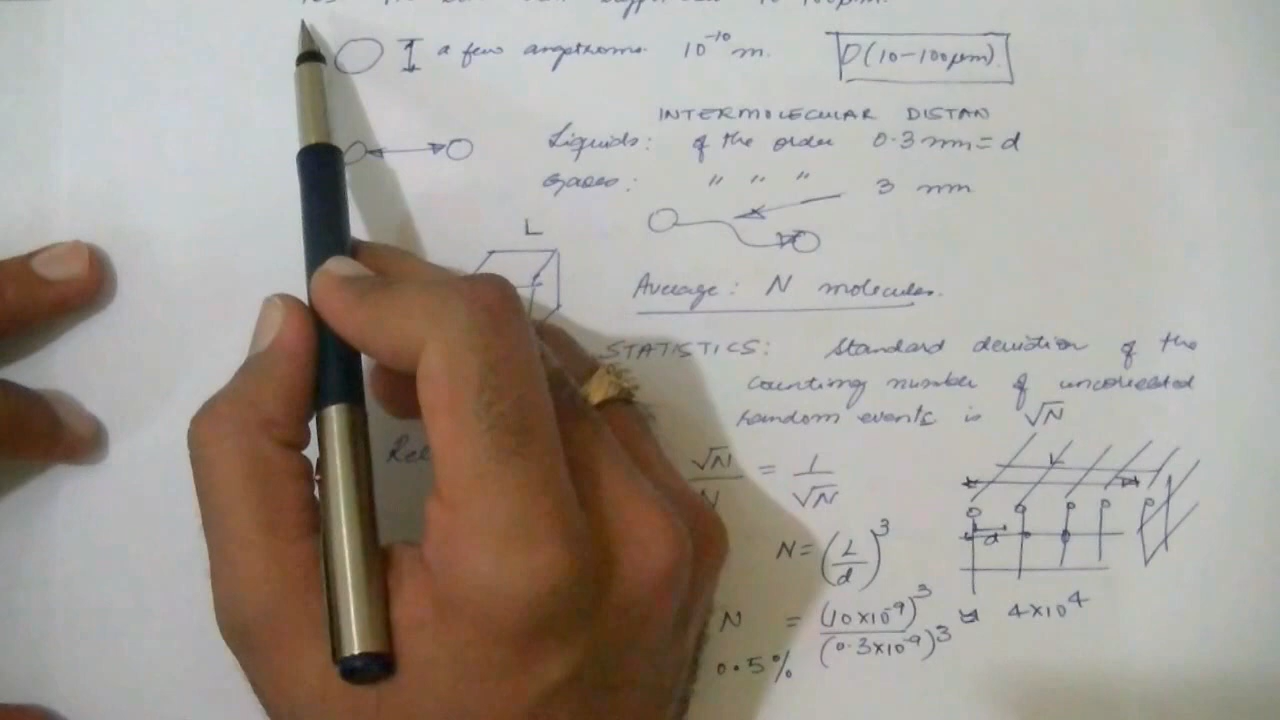 a few angstroms. 10⁻¹⁰ m. D(10-100μm).
INTERMOLECULAR DISTAN
Liquids: of the order 0.3 nm = d
Gases: " " " 3 nm
L
Average: N molecules.
STATISTICS: Standard deviation of the
counting number of uncorrelated
random events is √N
Rel √N/N = 1/√N
L
N = (L/d)³
d
N = (10×10⁻⁹)³/(0.3×10⁻⁹)³ ≈ 4×10⁴
0.5%